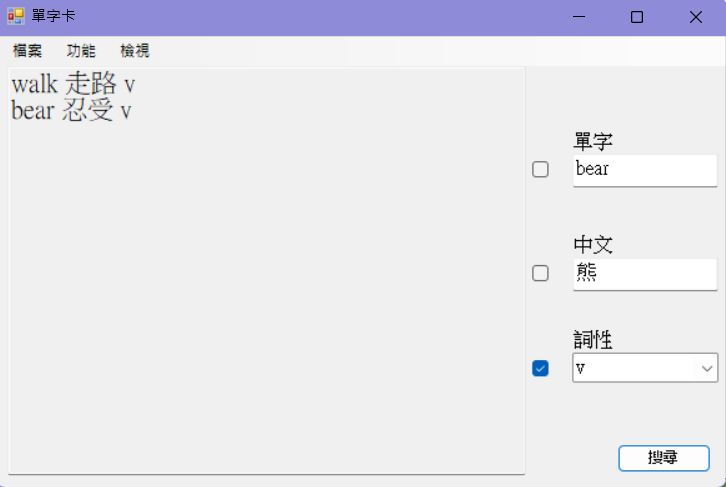 單字卡
檔案 功能 檢視
walk 走路 v
bear 忍受 v
單字
bear
中文
熊
詞性
v
搜尋